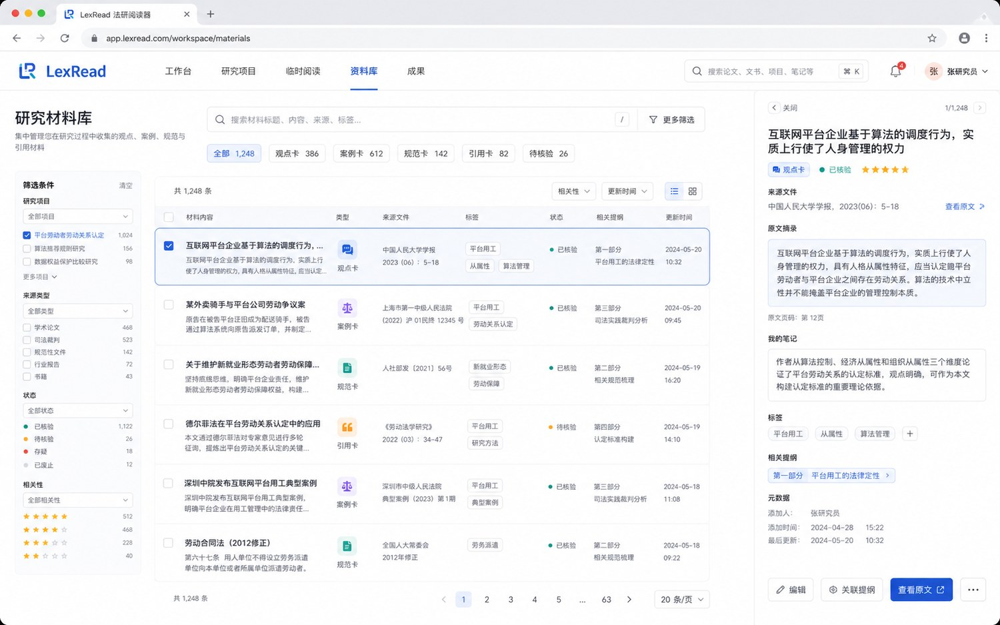 LexRead 法研阅读器
app.lexread.com/workspace/materials
LexRead
工作台
研究项目
临时阅读
资料库
成果
搜索论文、文书、项目、笔记等
⌘ K
4
张
张研究员
研究材料库
集中管理您在研究过程中收集的观点、案例、规范与
引用材料
搜索材料标题、内容、来源、标签...
/
更多筛选
全部 1,248
观点卡 386
案例卡 612
规范卡 142
引用卡 82
待核验 26
筛选条件
清空
研究项目
全部项目
平台劳动者劳动关系认定 1,024
算法推荐规则研究 156
数据权益保护比较研究 98
更多项目
来源类型
全部类型
学术论文 468
司法裁判 523
规范性文件 142
行业报告 72
书籍 43
状态
全部状态
已核验 1,122
待核验 26
存疑 18
已废止 12
相关性
全部相关性
512
468
228
40
共 1,248 条
相关性
更新时间
材料内容 类型 来源文件 标签 状态 相关提纲 更新时间
互联网平台企业基于算法的调度行为，...
互联网平台企业基于算法的调度行为，实质上行
使了人身管理的权力，具有人格从属性特征，应当认定...
观点卡
中国人民大学学报
2023 (06) ：5-18
平台用工
从属性
算法管理
已核验
第一部分
平台用工的法律定性
2024-05-20
10:32
某外卖骑手与平台公司劳动争议案
原告在被告平台注册成为配送骑手，被告
通过算法系统向原告派发订单，并制定...
案例卡
上海市第一中级人民法院
(2022) 沪 01民终 12345 号
平台用工
劳动关系认定
已核验
第三部分
司法实践裁判分析
2024-05-20
09:45
关于维护新就业形态劳动者劳动保障...
坚持底线思维，明确平台企业责任，维护
新就业形态劳动者劳动保障权益，构建...
规范卡
人社部发〔2021〕56号
新就业形态
劳动保障
已核验
第二部分
相关规范梳理
2024-05-19
16:20
德尔菲法在平台劳动关系认定中的应用
本文通过德尔菲法对专家意见进行多轮
征询，提炼出平台劳动关系认定的关键...
引用卡
《劳动法学研究》
2022 (03) ：34-47
平台用工
研究方法
待核验
第四部分
认定标准构建
2024-05-19
14:10
深圳中院发布互联网平台用工典型案例
深圳中院发布互联网平台用工典型案例，
明确平台企业在用工管理中的法律责任...
案例卡
深圳市中级人民法院
典型案例（2023）第1期
平台用工
典型案例
已核验
第三部分
司法实践裁判分析
2024-05-18
11:08
劳动合同法（2012修正）
第六十七条 用人单位不得设立劳务派遣
单位向本单位或者所属单位派遣劳动者。
规范卡
全国人大常委会
2012年修正
劳务派遣
已核验
第二部分
相关规范梳理
2024-05-18
09:22
共 1,248 条
1 2 3 4 5 ... 63
20 条/页
关闭
1/1,248
互联网平台企业基于算法的调度行为，实
质上行使了人身管理的权力
观点卡
已核验
来源文件
中国人民大学学报，2023(06)：5-18
查看原文
原文摘录
互联网平台企业基于算法的调度行为，实质上行使了人
身管理的权力，具有人格从属性特征，应当认定
劳动者与平台企业之间存在劳动关系。算法的技术中立
性并不能掩盖平台企业的管理控制本质。
原文页码：第 12页
我的笔记
作者从算法控制、经济从属性和组织从属性三个维度论
证了平台劳动关系的认定标准，观点明确，可作为本文
构建认定标准的重要理论依据。
标签
平台用工
从属性
算法管理
+
相关提纲
第一部分 平台用工的法律定性
元数据
添加人： 张研究员
添加时间： 2024-04-28 15:22
最后更新： 2024-05-20 10:32
编辑
关联提纲
查看原文